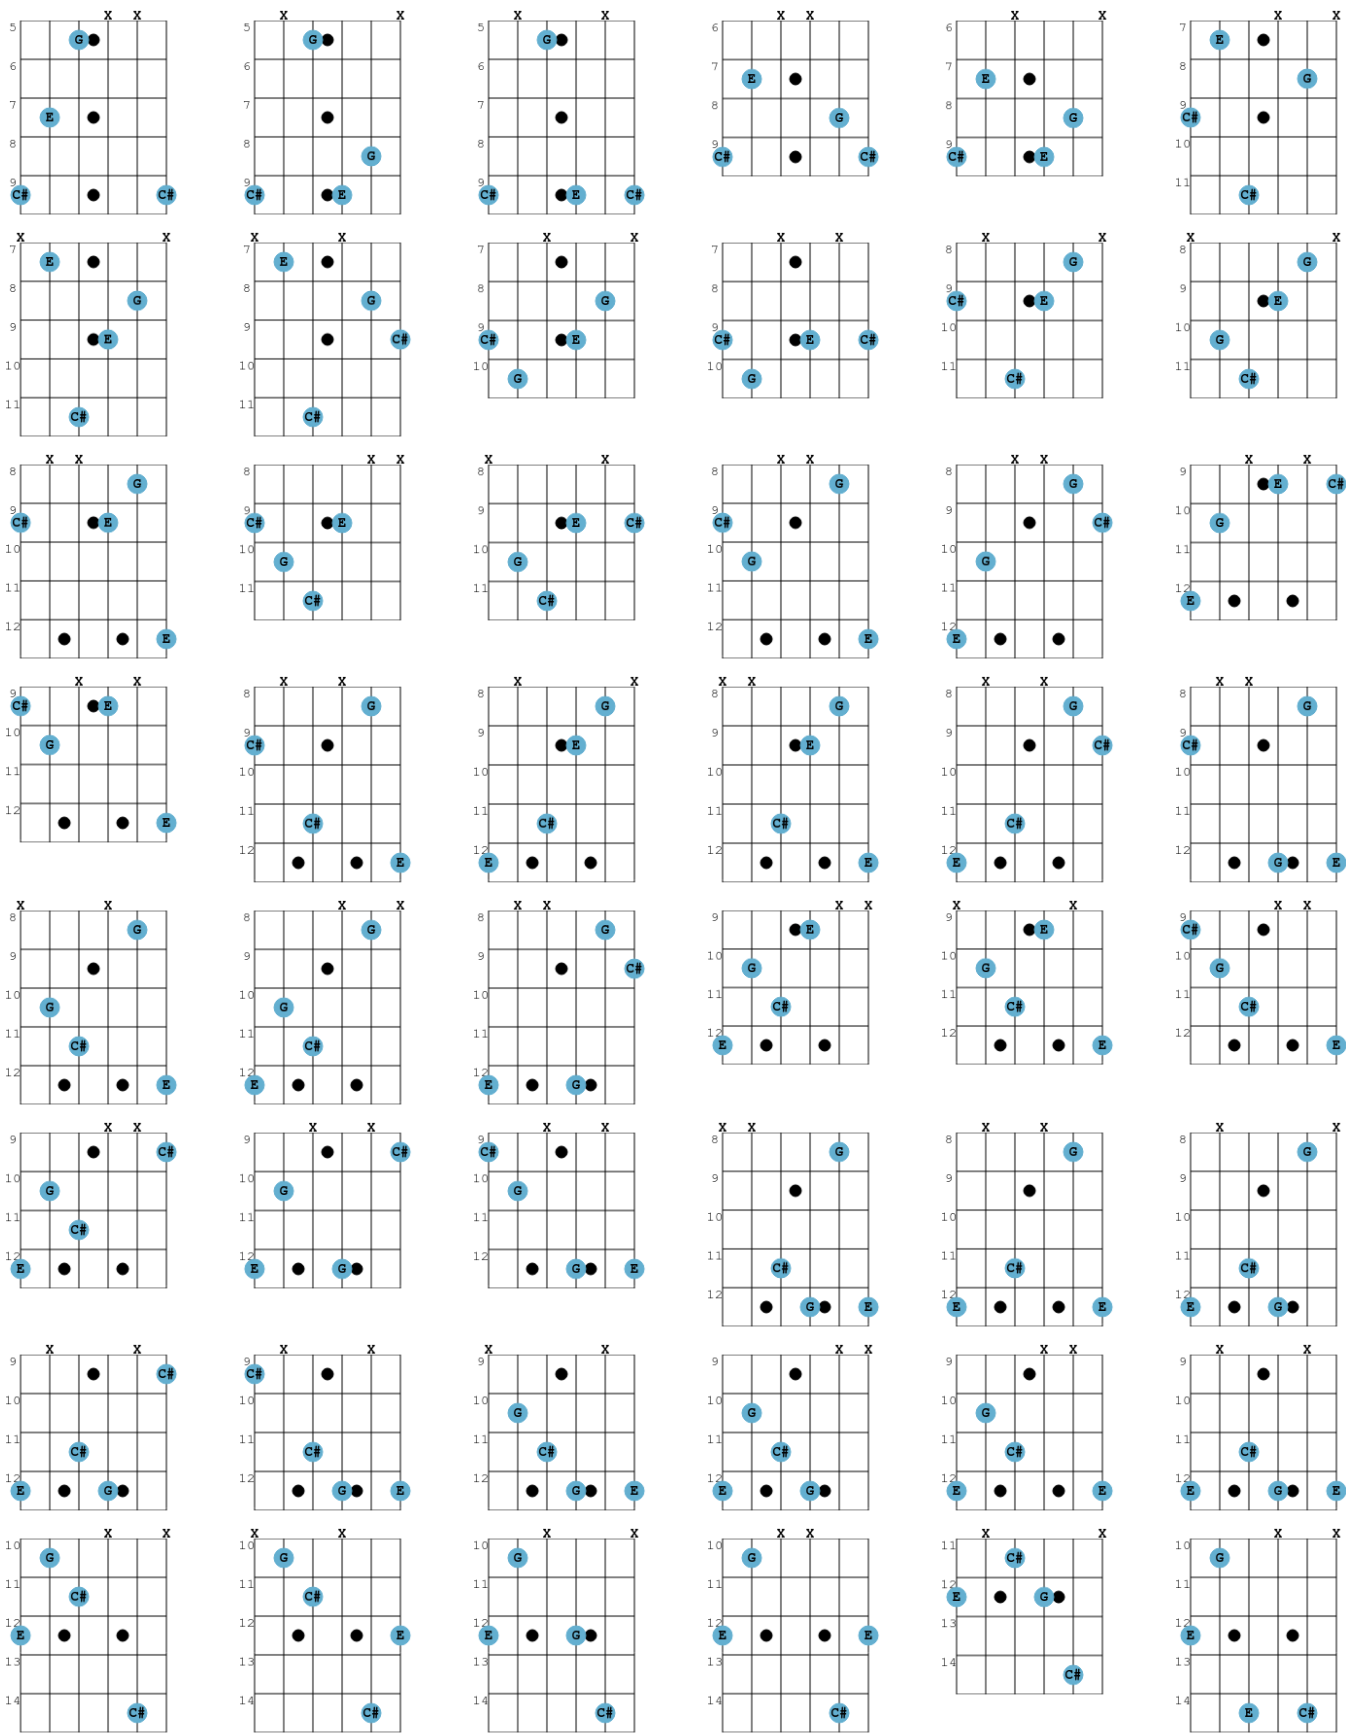 X X
5 G
6
7 E
8
9 C# C#
X X
5 G
6
7
8 G
9 C# E
X X
5 G
6
7
8
9 C# E C#
X X
6
7 E
8 G
9 C# C#
X X
6
7 E
8 G
9 C# E
X X
7 E
8 G
9 C#
10
11 C#
X X
7 E
8 G
9 E
10
11 C#
X X
7 E
8 G
9 C#
10
11 C#
X X
7
8 G
9 C# E
10 G
X X
7
8
9 C# E C#
10 G
X X
8 G
9 C# E
10
11 C#
X X
8 G
9 E
10 G
11 C#
X X
8 G
9 C# E
10
11
12 E
X X
8
9 C# E
10 G
11 C#
X X
8
9 E C#
10 G
11 C#
X X
8 G
9 C#
10 G
11
12 E
X X
8 G
9 C#
10 G
11
12 E
X X
9 E C#
10 G
11
12 E
X X
9 C# E
10 G
11
12 E
X X
8 G
9 C#
10
11 C#
12 E
X X
8 G
9 E
10
11 C#
12 E
X X
8 G
9 E
10
11 C#
12 E
X X
8 G
9 C#
10
11 C#
12 E
X X
8 G
9 C#
10
11
12 G E
X X
8 G
9
10 G
11 C#
12 E
X X
8 G
9
10 G
11 C#
12 E
X X
8 G
9 C#
10
11
12 E G
X X
9 E
10 G
11 C#
12 E
X X
9 E
10 G
11 C#
12 E
X X
9 C#
10 G
11 C#
12 E
X X
9 C#
10 G
11 C#
12 E
X X
9 C#
10 G
11
12 E G
X X
9 C#
10 G
11
12 G E
X X
8 G
9
10
11 C#
12 G E
X X
8 G
9
10
11 C#
12 E E
X X
8 G
9
10
11 C#
12 E G
X X
9 C#
10
11 C#
12 E G
X X
9 C#
10
11 C#
12 G E
X X
9
10 G
11 C#
12 G E
X X
9
10 G
11 C#
12 E G
X X
9
10 G
11 C#
12 E E
X X
9
10
11 C#
12 E G E
X X
10 G
11 C#
12 E
13
14 C#
X X
10 G
11 C#
12 E
13
14 C#
X X
10 G
11
12 E G
13
14 C#
X X
10 G
11
12 E E
13
14 C#
X X
11 C#
12 E G
13
14 C#
X X
10 G
11
12 E
13
14 E C#